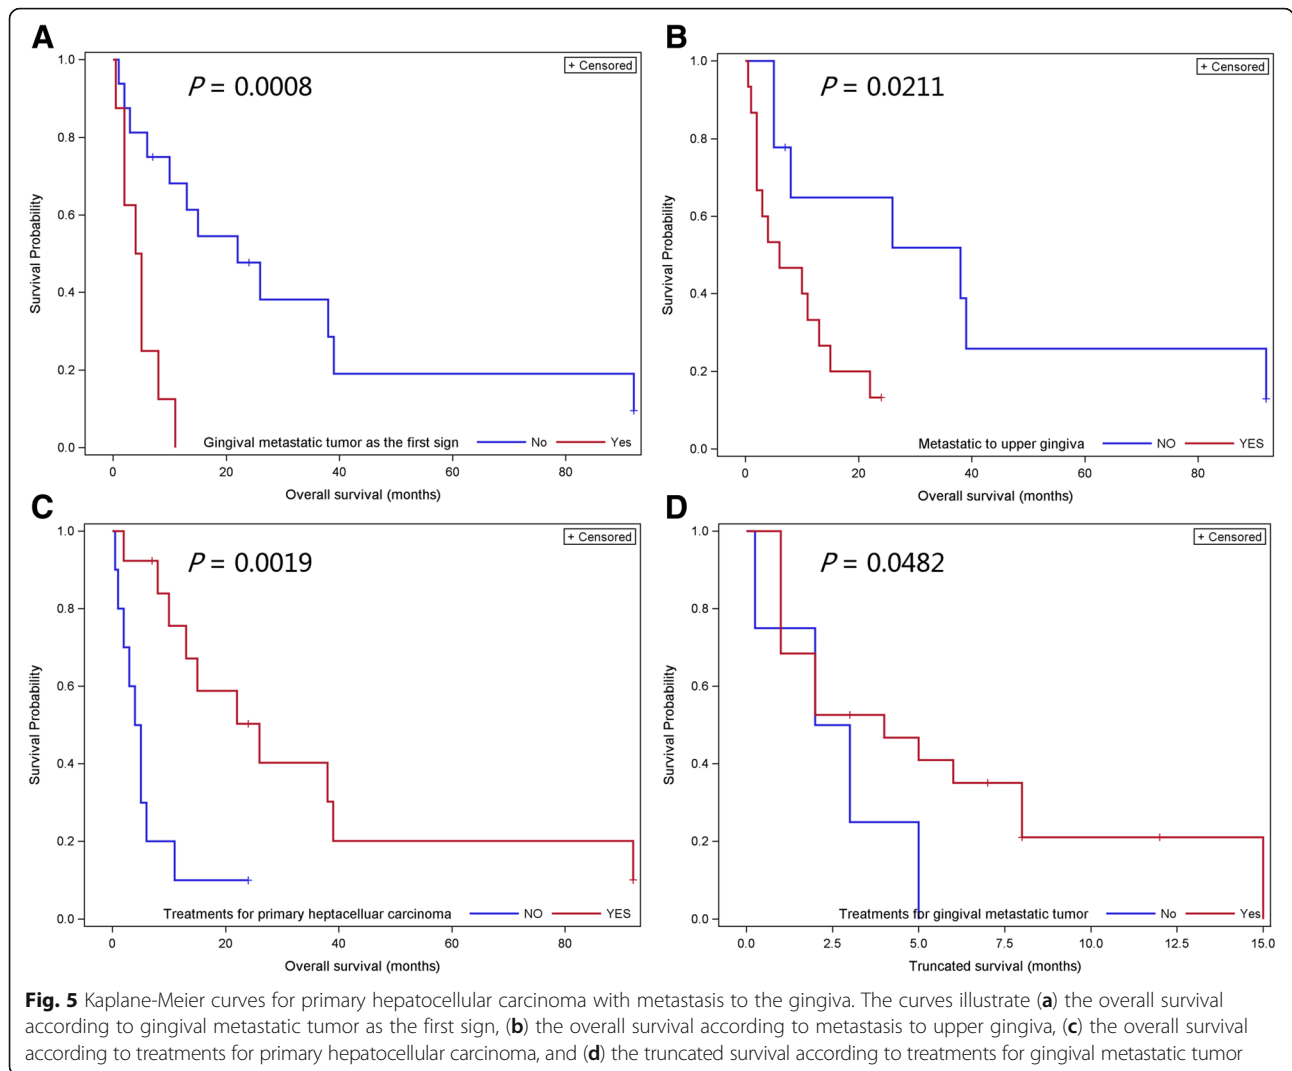 A
P = 0.0008
+ Censored
1.0
0.8
0.6
0.4
0.2
0.0
Survival Probability
Gingival metastatic tumor as the first sign No Yes
0 20 40 60 80
Overall survival (months)
B
P = 0.0211
+ Censored
1.0
0.8
0.6
0.4
0.2
0.0
Survival Probability
Metastatic to upper gingiva NO YES
0 20 40 60 80
Overall survival (months)
C
P = 0.0019
+ Censored
1.0
0.8
0.6
0.4
0.2
0.0
Survival Probability
Treatments for primary heptacelluar carcinoma NO YES
0 20 40 60 80
Overall survival (months)
D
P = 0.0482
+ Censored
1.0
0.8
0.6
0.4
0.2
0.0
Survival Probability
Treatments for gingival metastatic tumor No Yes
0.0 2.5 5.0 7.5 10.0 12.5 15.0
Truncated survival (months)
Fig. 5 Kaplane-Meier curves for primary hepatocellular carcinoma with metastasis to the gingiva. The curves illustrate (a) the overall survival
according to gingival metastatic tumor as the first sign, (b) the overall survival according to metastasis to upper gingiva, (c) the overall survival
according to treatments for primary hepatocellular carcinoma, and (d) the truncated survival according to treatments for gingival metastatic tumor